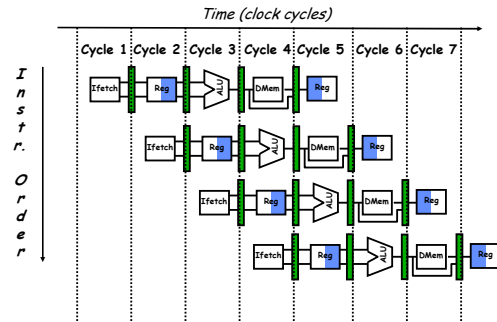 Time (clock cycles)
Cycle 1 Cycle 2 Cycle 3 Cycle 4 Cycle 5 Cycle 6 Cycle 7
I
n
s
t
r.
O
r
d
e
r
Ifetch Reg ALU DMem Reg
Ifetch Reg ALU DMem Reg
Ifetch Reg ALU DMem Reg
Ifetch Reg ALU DMem Reg